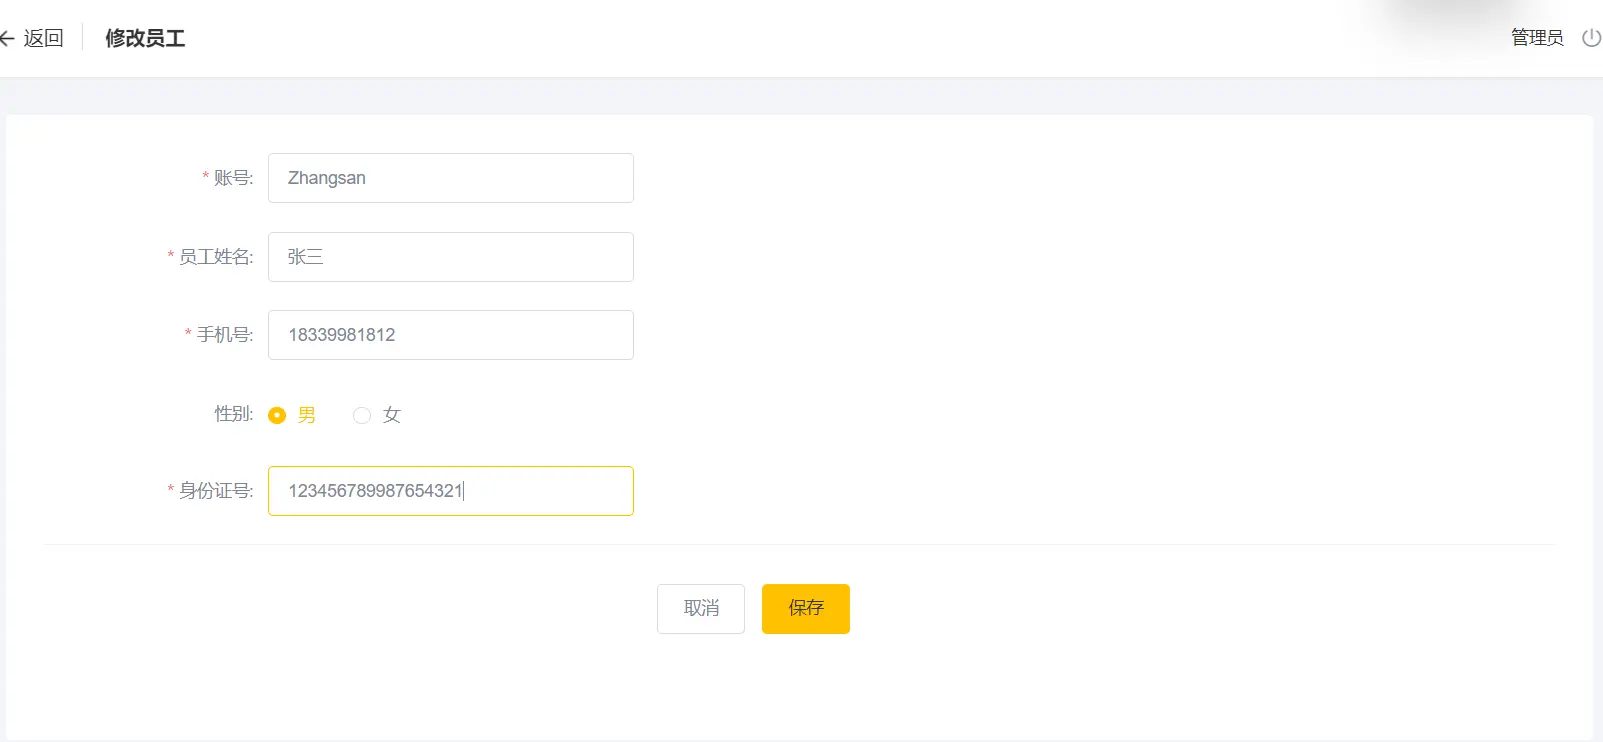 返回 修改员工 管理员
* 账号: Zhangsan
* 员工姓名: 张三
* 手机号: 18339981812
性别: 男 女
* 身份证号: 123456789987654321
取消 保存